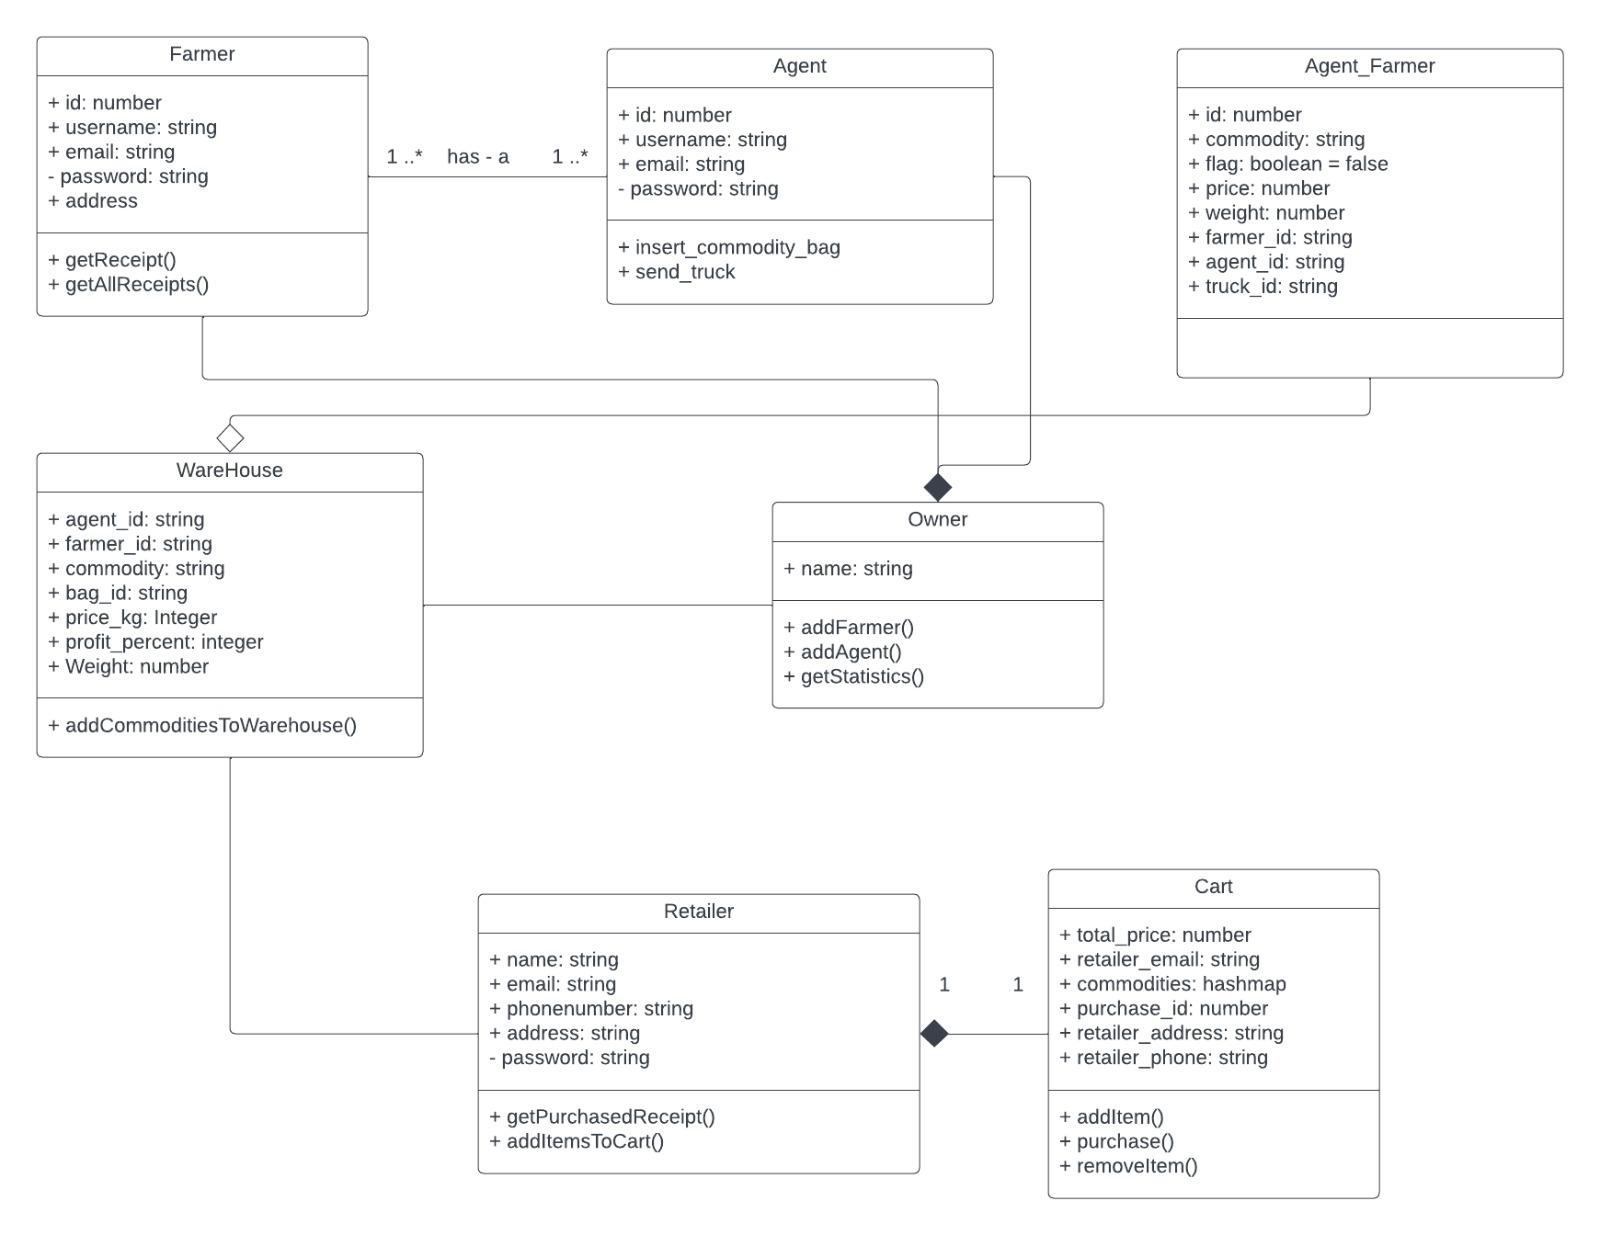 Farmer
+ id: number
+ username: string
+ email: string
- password: string
+ address
+ getReceipt()
+ getAllReceipts()
1 ..* has - a 1 ..*
Agent
+ id: number
+ username: string
+ email: string
- password: string
+ insert_commodity_bag
+ send_truck
Agent_Farmer
+ id: number
+ commodity: string
+ flag: boolean = false
+ price: number
+ weight: number
+ farmer_id: string
+ agent_id: string
+ truck_id: string
WareHouse
+ agent_id: string
+ farmer_id: string
+ commodity: string
+ bag_id: string
+ price_kg: Integer
+ profit_percent: integer
+ Weight: number
+ addCommoditiesToWarehouse()
Owner
+ name: string
+ addFarmer()
+ addAgent()
+ getStatistics()
Retailer
+ name: string
+ email: string
+ phonenumber: string
+ address: string
- password: string
+ getPurchasedReceipt()
+ addItemsToCart()
1 1
Cart
+ total_price: number
+ retailer_email: string
+ commodities: hashmap
+ purchase_id: number
+ retailer_address: string
+ retailer_phone: string
+ addItem()
+ purchase()
+ removeItem()